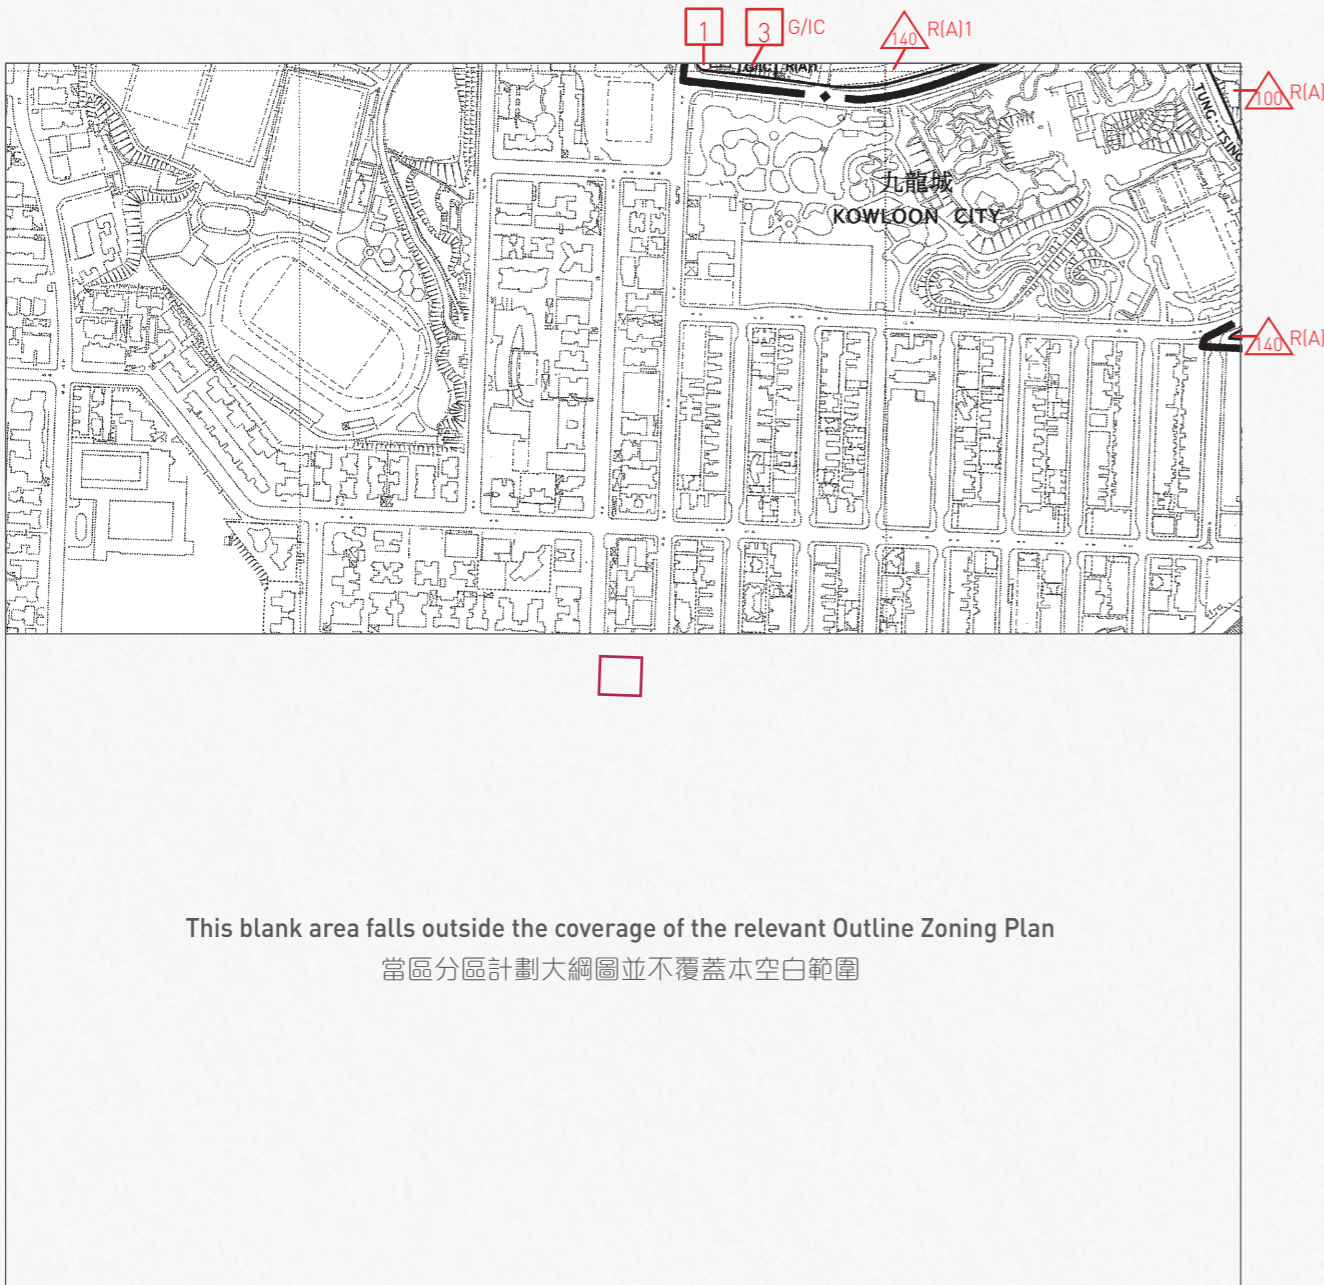 1
3 G/IC
140 R(A)1
100 R(A)
TUNG TSING
九龍城
KOWLOON CITY
140 R(A)
This blank area falls outside the coverage of the relevant Outline Zoning Plan
當區分區計劃大綱圖並不覆蓋本空白範圍